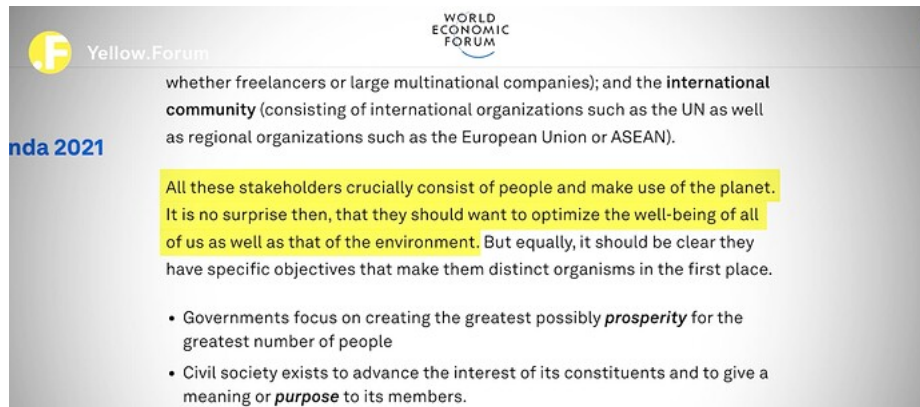 WORLD
ECONOMIC
FORUM
Yellow.Forum
whether freelancers or large multinational companies); and the international
community (consisting of international organizations such as the UN as well
as regional organizations such as the European Union or ASEAN).
nda 2021
All these stakeholders crucially consist of people and make use of the planet.
It is no surprise then, that they should want to optimize the well-being of all
of us as well as that of the environment. But equally, it should be clear they
have specific objectives that make them distinct organisms in the first place.
• Governments focus on creating the greatest possibly prosperity for the
greatest number of people
• Civil society exists to advance the interest of its constituents and to give a
meaning or purpose to its members.